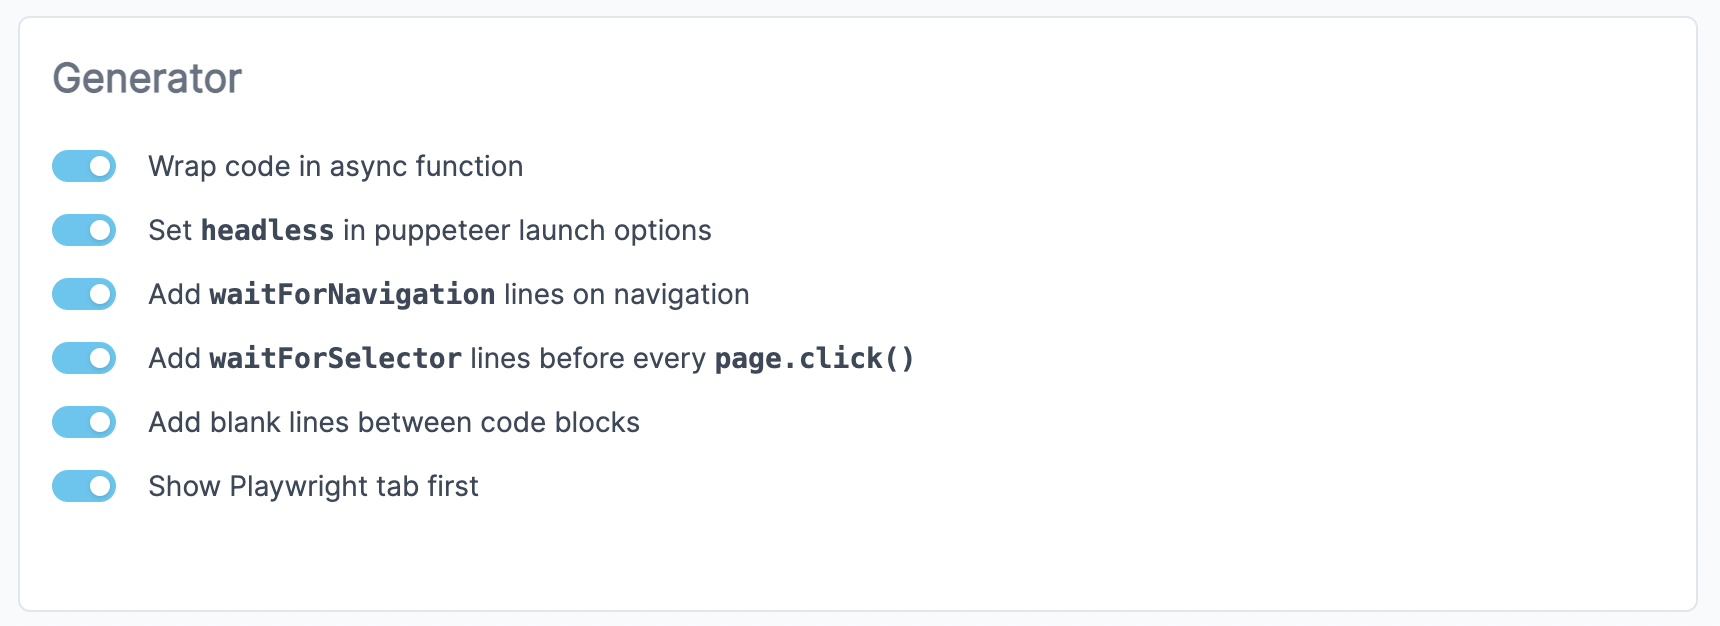 Generator
Wrap code in async function
Set headless in puppeteer launch options
Add waitForNavigation lines on navigation
Add waitForSelector lines before every page.click()
Add blank lines between code blocks
Show Playwright tab first